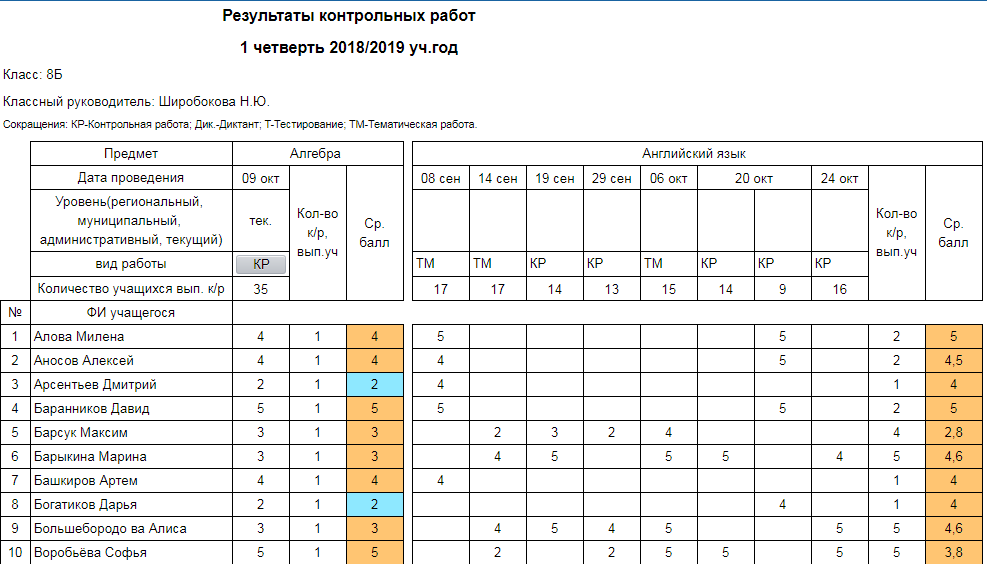 Результаты контрольных работ
1 четверть 2018/2019 уч.год
Класс: 8Б
Классный руководитель: Широбокова Н.Ю.
Сокращения: КР-Контрольная работа; Дик.-Диктант; Т-Тестирование; ТМ-Тематическая работа.
Предмет Алгебра Английский язык
Дата проведения 09 окт Кол-во к/р, вып.уч Ср. балл 08 сен 14 сен 19 сен 29 сен 06 окт 20 окт 24 окт Кол-во к/р, вып.уч Ср. балл
Уровень(региональный,
муниципальный, тек.
административный, текущий)
вид работы КР ТМ ТМ КР КР ТМ КР КР КР
Количество учащихся вып. к/р 35 17 17 14 13 15 14 9 16
№ ФИ учащегося
1 Алова Милена 4 1 4 5 5 2 5
2 Аносов Алексей 4 1 4 4 5 2 4,5
3 Арсентьев Дмитрий 2 1 2 4 1 4
4 Баранников Давид 5 1 5 5 5 2 5
5 Барсук Максим 3 1 3 2 3 2 4 4 2,8
6 Барыкина Марина 3 1 3 4 5 5 5 4 5 4,6
7 Башкиров Артем 4 1 4 4 1 4
8 Богатиков Дарья 2 1 2 4 1 4
9 Большебородо ва Алиса 3 1 3 4 5 4 5 5 5 4,6
10 Воробьёва Софья 5 1 5 2 2 5 5 5 5 3,8